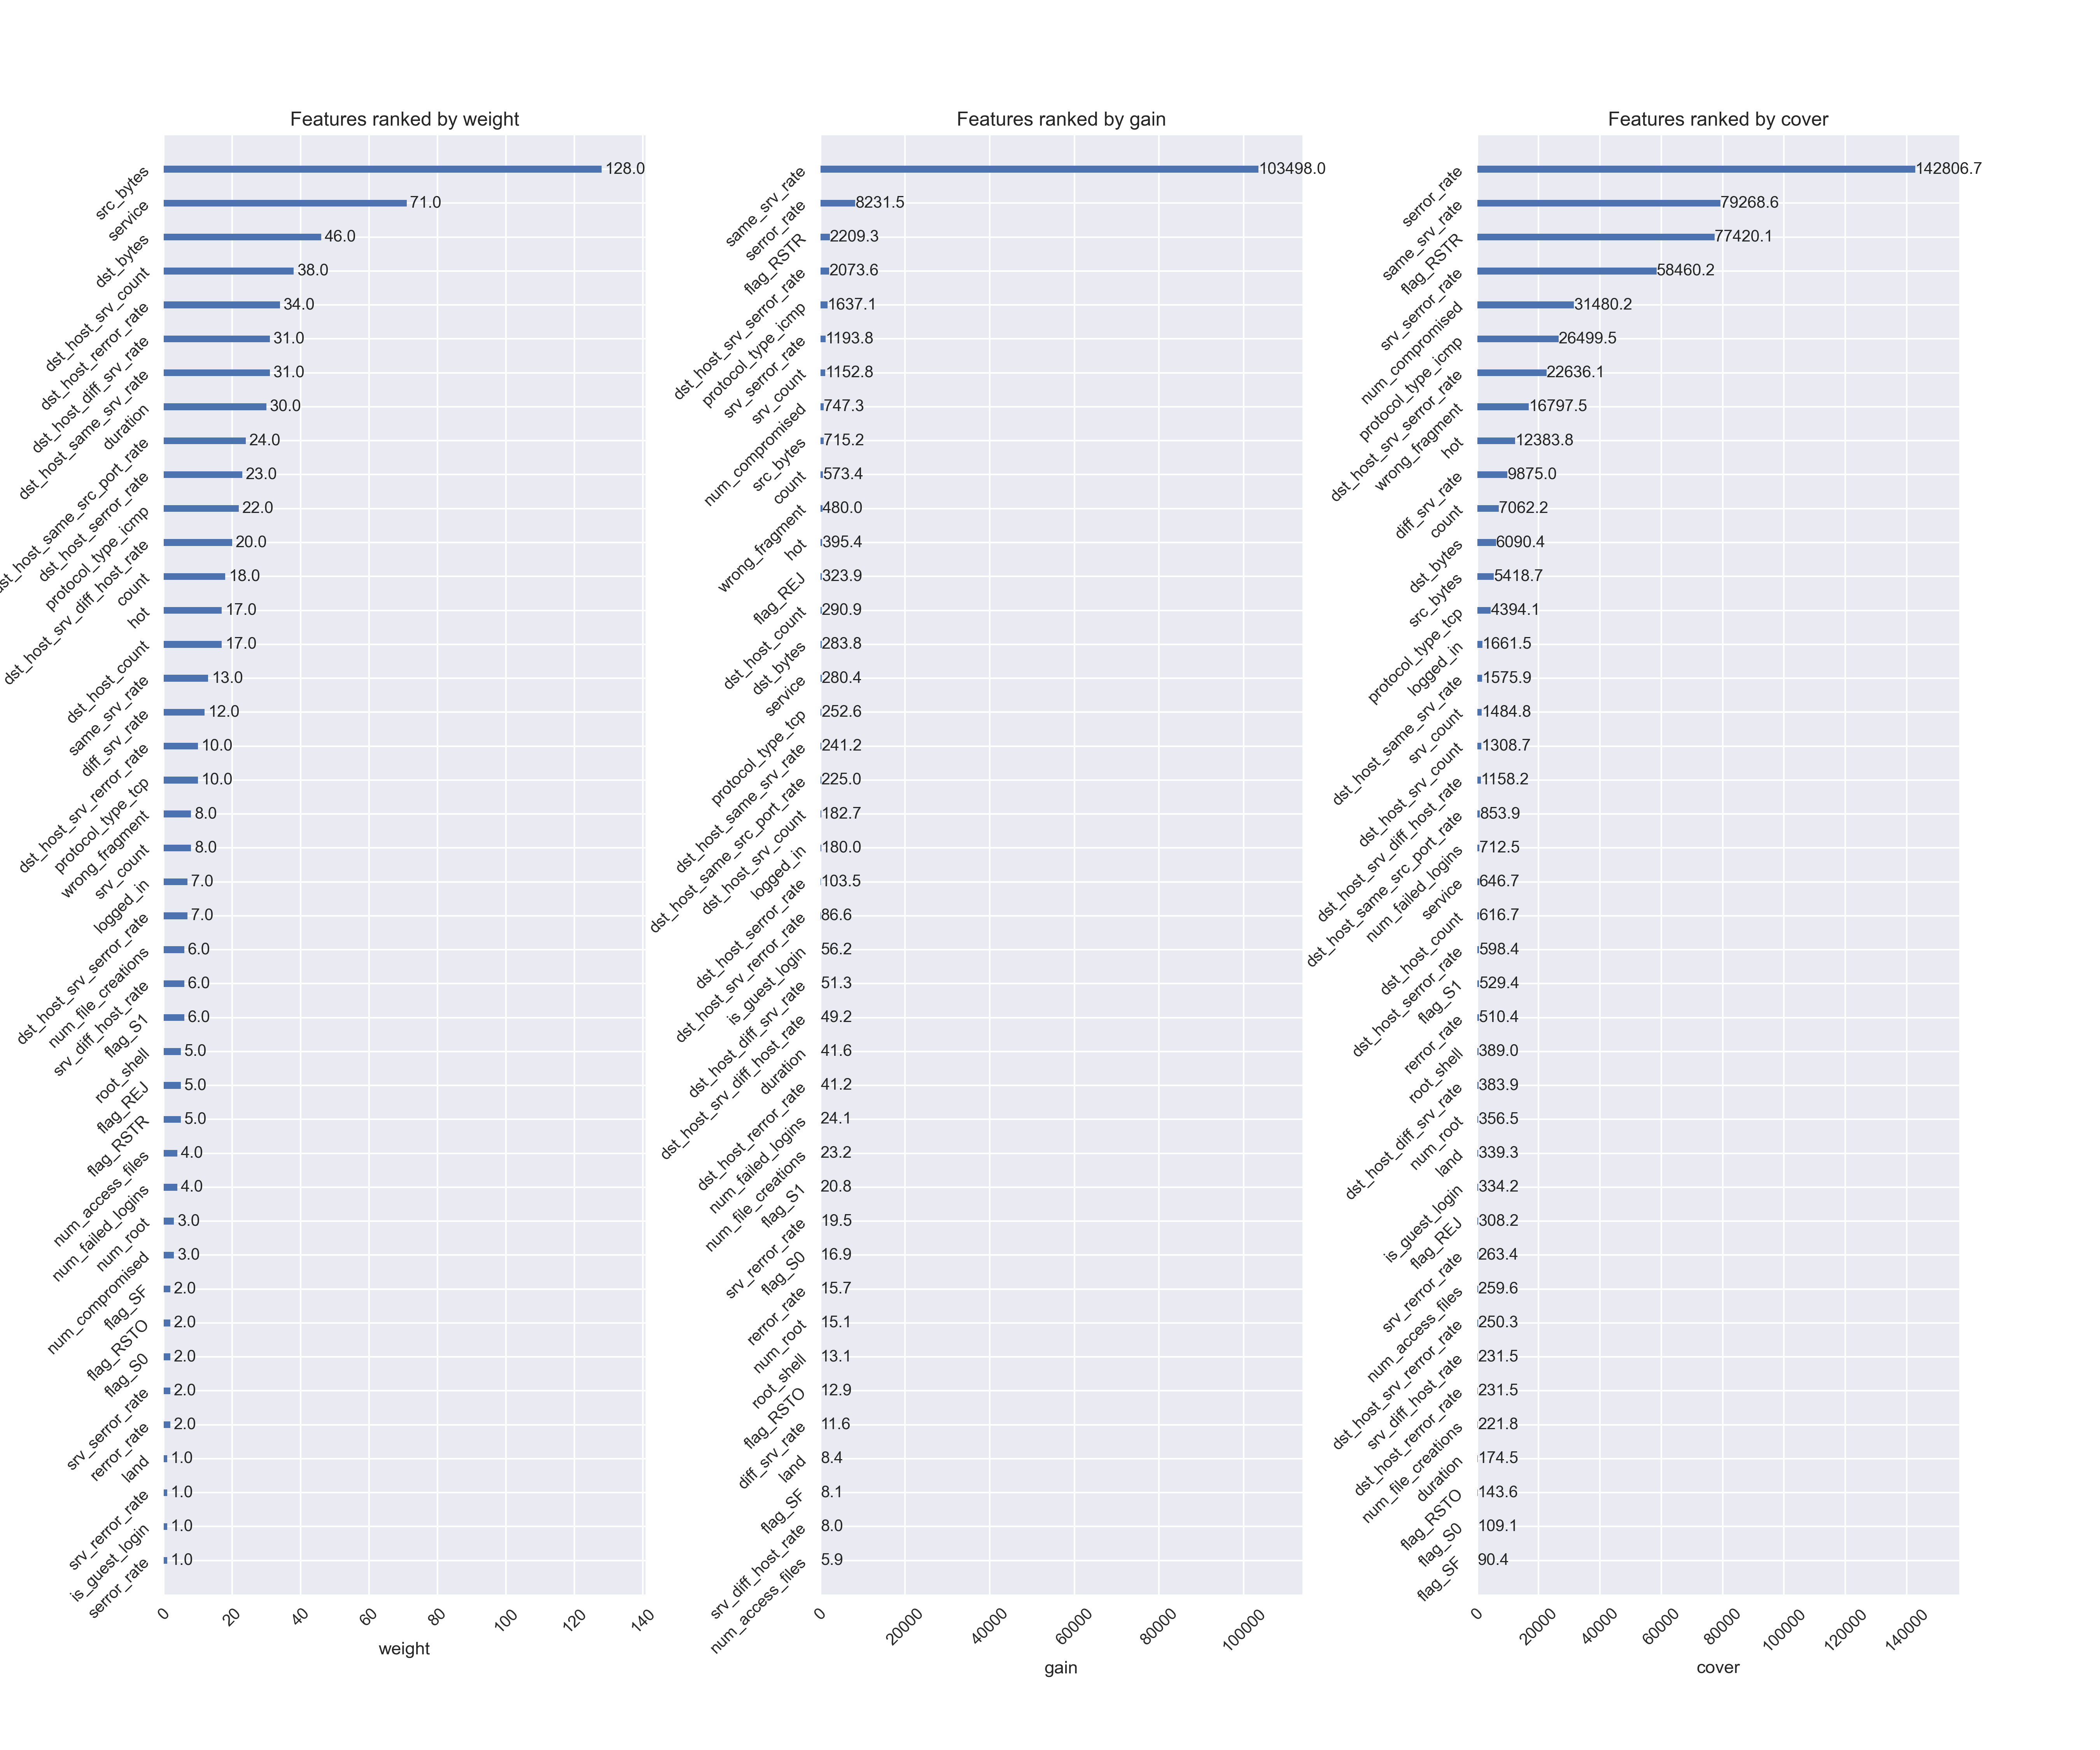 Features ranked by weight
src_bytes 128.0
service 71.0
dst_bytes 46.0
dst_host_srv_count 38.0
dst_host_rerror_rate 34.0
dst_host_diff_srv_rate 31.0
dst_host_same_srv_rate 31.0
duration 30.0
dst_host_same_src_port_rate 24.0
dst_host_serror_rate 23.0
protocol_type_icmp 22.0
dst_host_srv_diff_host_rate 20.0
count 18.0
hot 17.0
dst_host_count 17.0
same_srv_rate 13.0
diff_srv_rate 12.0
dst_host_srv_rerror_rate 10.0
protocol_type_tcp 10.0
wrong_fragment 8.0
srv_count 8.0
logged_in 7.0
dst_host_srv_serror_rate 7.0
num_file_creations 6.0
srv_diff_host_rate 6.0
flag_S1 6.0
root_shell 5.0
flag_REJ 5.0
flag_RSTR 5.0
num_access_files 4.0
num_failed_logins 4.0
num_root 3.0
num_compromised 3.0
flag_SF 2.0
flag_RSTO 2.0
flag_S0 2.0
srv_serror_rate 2.0
rerror_rate 2.0
land 1.0
srv_rerror_rate 1.0
is_guest_login 1.0
serror_rate 1.0
0 20 40 60 80 100 120 140
weight
Features ranked by gain
same_srv_rate 103498.0
serror_rate 8231.5
flag_RSTR 2209.3
dst_host_srv_serror_rate 2073.6
protocol_type_icmp 1637.1
srv_serror_rate 1193.8
srv_count 1152.8
num_compromised 747.3
src_bytes 715.2
count 573.4
wrong_fragment 480.0
hot 395.4
flag_REJ 323.9
dst_host_count 290.9
dst_bytes 283.8
service 280.4
protocol_type_tcp 252.6
dst_host_same_srv_rate 241.2
dst_host_same_src_port_rate 225.0
dst_host_srv_count 182.7
logged_in 180.0
dst_host_serror_rate 103.5
dst_host_srv_rerror_rate 86.6
is_guest_login 56.2
dst_host_diff_srv_rate 51.3
dst_host_srv_diff_host_rate 49.2
duration 41.6
dst_host_rerror_rate 41.2
num_failed_logins 24.1
num_file_creations 23.2
flag_S1 20.8
srv_rerror_rate 19.5
flag_S0 16.9
rerror_rate 15.7
num_root 15.1
root_shell 13.1
flag_RSTO 12.9
diff_srv_rate 11.6
land 8.4
flag_SF 8.1
srv_diff_host_rate 8.0
num_access_files 5.9
0 20000 40000 60000 80000 100000
gain
Features ranked by cover
serror_rate 142806.7
same_srv_rate 79268.6
flag_RSTR 77420.1
srv_serror_rate 58460.2
num_compromised 31480.2
protocol_type_icmp 26499.5
dst_host_srv_serror_rate 22636.1
wrong_fragment 16797.5
hot 12383.8
diff_srv_rate 9875.0
count 7062.2
dst_bytes 6090.4
src_bytes 5418.7
protocol_type_tcp 4394.1
logged_in 1661.5
dst_host_same_srv_rate 1575.9
srv_count 1484.8
dst_host_srv_count 1308.7
dst_host_srv_diff_host_rate 1158.2
dst_host_same_src_port_rate 853.9
num_failed_logins 712.5
service 646.7
dst_host_count 616.7
dst_host_serror_rate 598.4
flag_S1 529.4
rerror_rate 510.4
root_shell 389.0
dst_host_diff_srv_rate 383.9
num_root 356.5
land 339.3
is_guest_login 334.2
flag_REJ 308.2
srv_rerror_rate 263.4
num_access_files 259.6
dst_host_srv_rerror_rate 250.3
srv_diff_host_rate 231.5
dst_host_rerror_rate 231.5
num_file_creations 221.8
duration 174.5
flag_RSTO 143.6
flag_S0 109.1
flag_SF 90.4
0 20000 40000 60000 80000 100000 120000 140000
cover